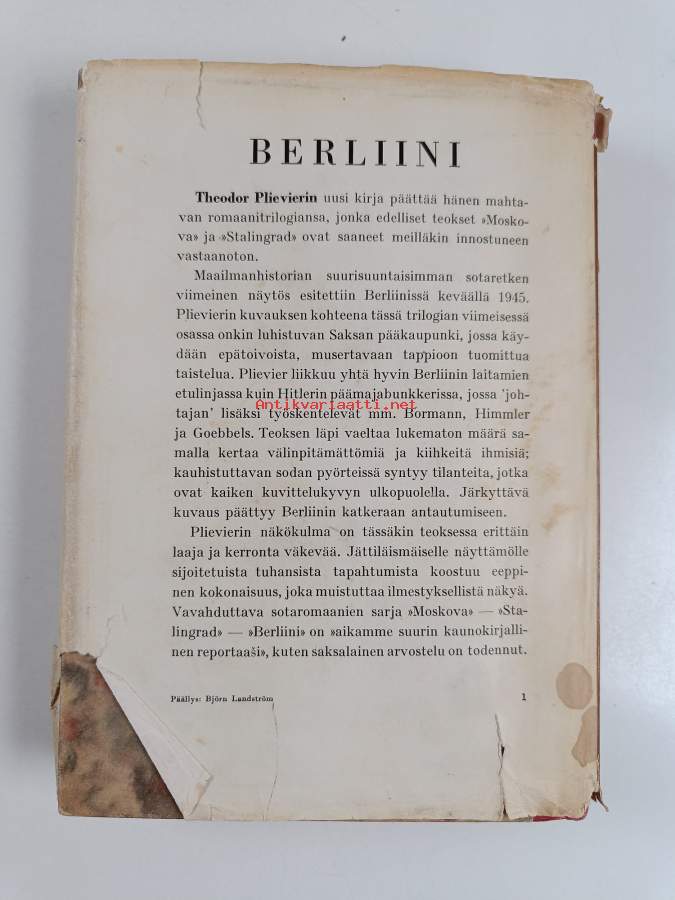 BERLIINI
Theodor Plievierin uusi kirja päättää hänen mahta-
van romaanitrilogiansa, jonka edelliset teokset »Mosko-
va» ja »Stalingrad» ovat saaneet meilläkin innostuneen
vastaanoton.
Maailmanhistorian suurisuuntaisimman sotaretken
viimeinen näytös esitettiin Berliinissä keväällä 1945.
Plievierin kuvauksen kohteena tässä trilogian viimeisessä
osassa onkin luhistuvan Saksan pääkaupunki, jossa käy-
dään epätoivoista, musertavaan tappioon tuomittua
taistelua. Plievier liikkuu yhtä hyvin Berliinin laitamien
etulinjassa kuin Hitlerin päämajabunkkerissa, jossa 'joh-
Antikvariaatti.net
tajan' lisäksi työskentelevät mm. Bormann, Himmler
ja Goebbels. Teoksen läpi vaeltaa lukematon määrä sa-
malla kertaa välinpitämättömiä ja kiihkeitä ihmisiä;
kauhistuttavan sodan pyörteissä syntyy tilanteita, jotka
ovat kaiken kuvittelukyvyn ulkopuolella. Järkyttävä
kuvaus päättyy Berliinin katkeraan antautumiseen.
Plievierin näkökulma on tässäkin teoksessa erittäin
laaja ja kerronta väkevää. Jättiläismäiselle näyttämölle
sijoitetuista tuhansista tapahtumista koostuu eeppi-
nen kokonaisuus, joka muistuttaa ilmestyksellistä näkyä.
Vavahduttava sotaromaanien sarja »Moskova» — »Sta-
lingrad» — »Berliini» on »aikamme suurin kaunokirjalli-
nen reportaaši», kuten saksalainen arvostelu on todennut.
Päällys: Björn Landström
1